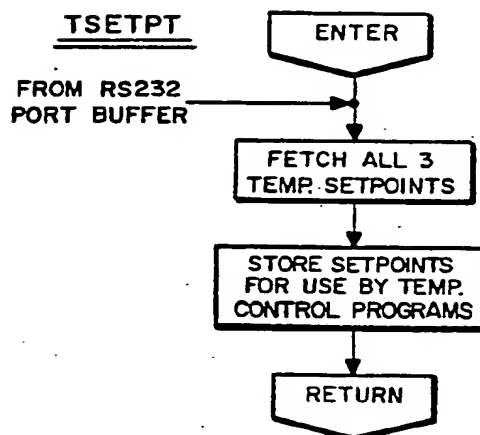 TSETPT
ENTER
FROM RS232
PORT BUFFER
FETCH ALL 3
TEMP. SETPOINTS
STORE SETPOINTS
FOR USE BY TEMP.
CONTROL PROGRAMS
RETURN